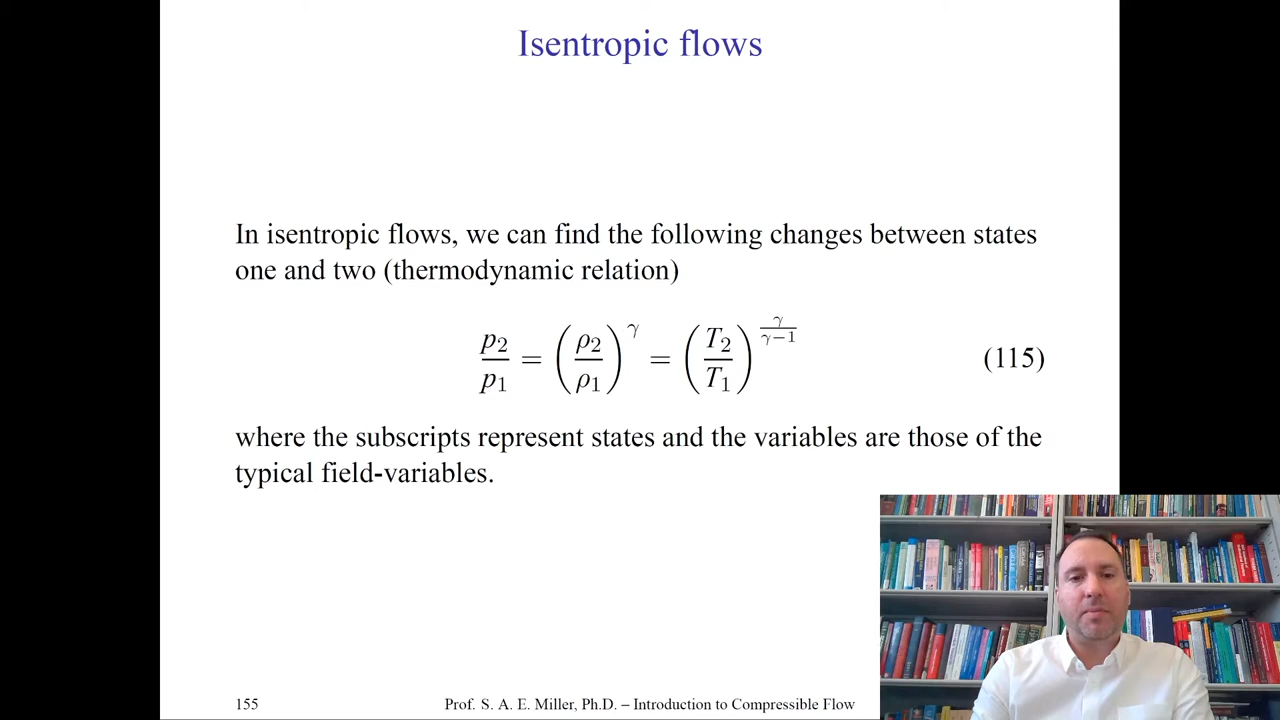 Isentropic flows
In isentropic flows, we can find the following changes between states
one and two (thermodynamic relation)
p₂/p₁ = (ρ₂/ρ₁)^γ = (T₂/T₁)^(γ/(γ−1)) (115)
where the subscripts represent states and the variables are those of the
typical field-variables.
155 Prof. S. A. E. Miller, Ph.D. – Introduction to Compressible Flow